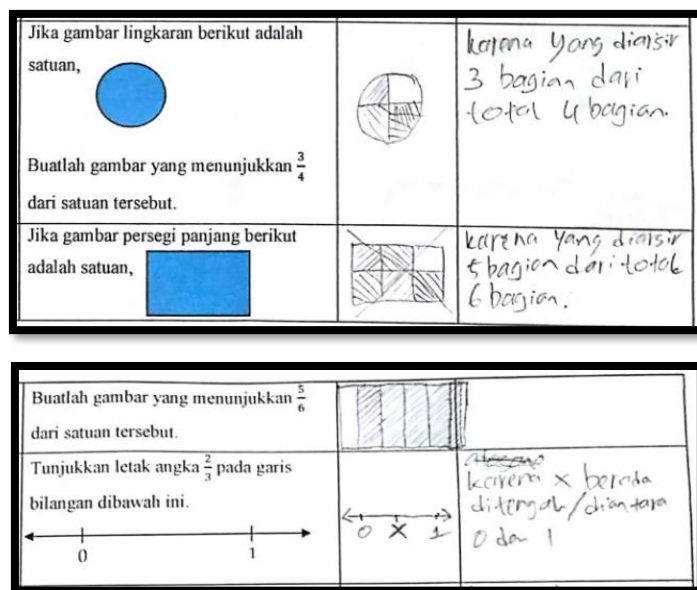 Jika gambar lingkaran berikut adalah
satuan,
Buatlah gambar yang menunjukkan 3/4
dari satuan tersebut.
karena yang diarsir
3 bagian dari
total 4 bagian.
Jika gambar persegi panjang berikut
adalah satuan,
karena yang diarsir
5 bagian dari total
6 bagian.
Buatlah gambar yang menunjukkan 5/6
dari satuan tersebut.
Tunjukkan letak angka 2/3 pada garis
bilangan dibawah ini.
0 1
0 X 1
karena x berada
ditengah/diantara
0 dan 1